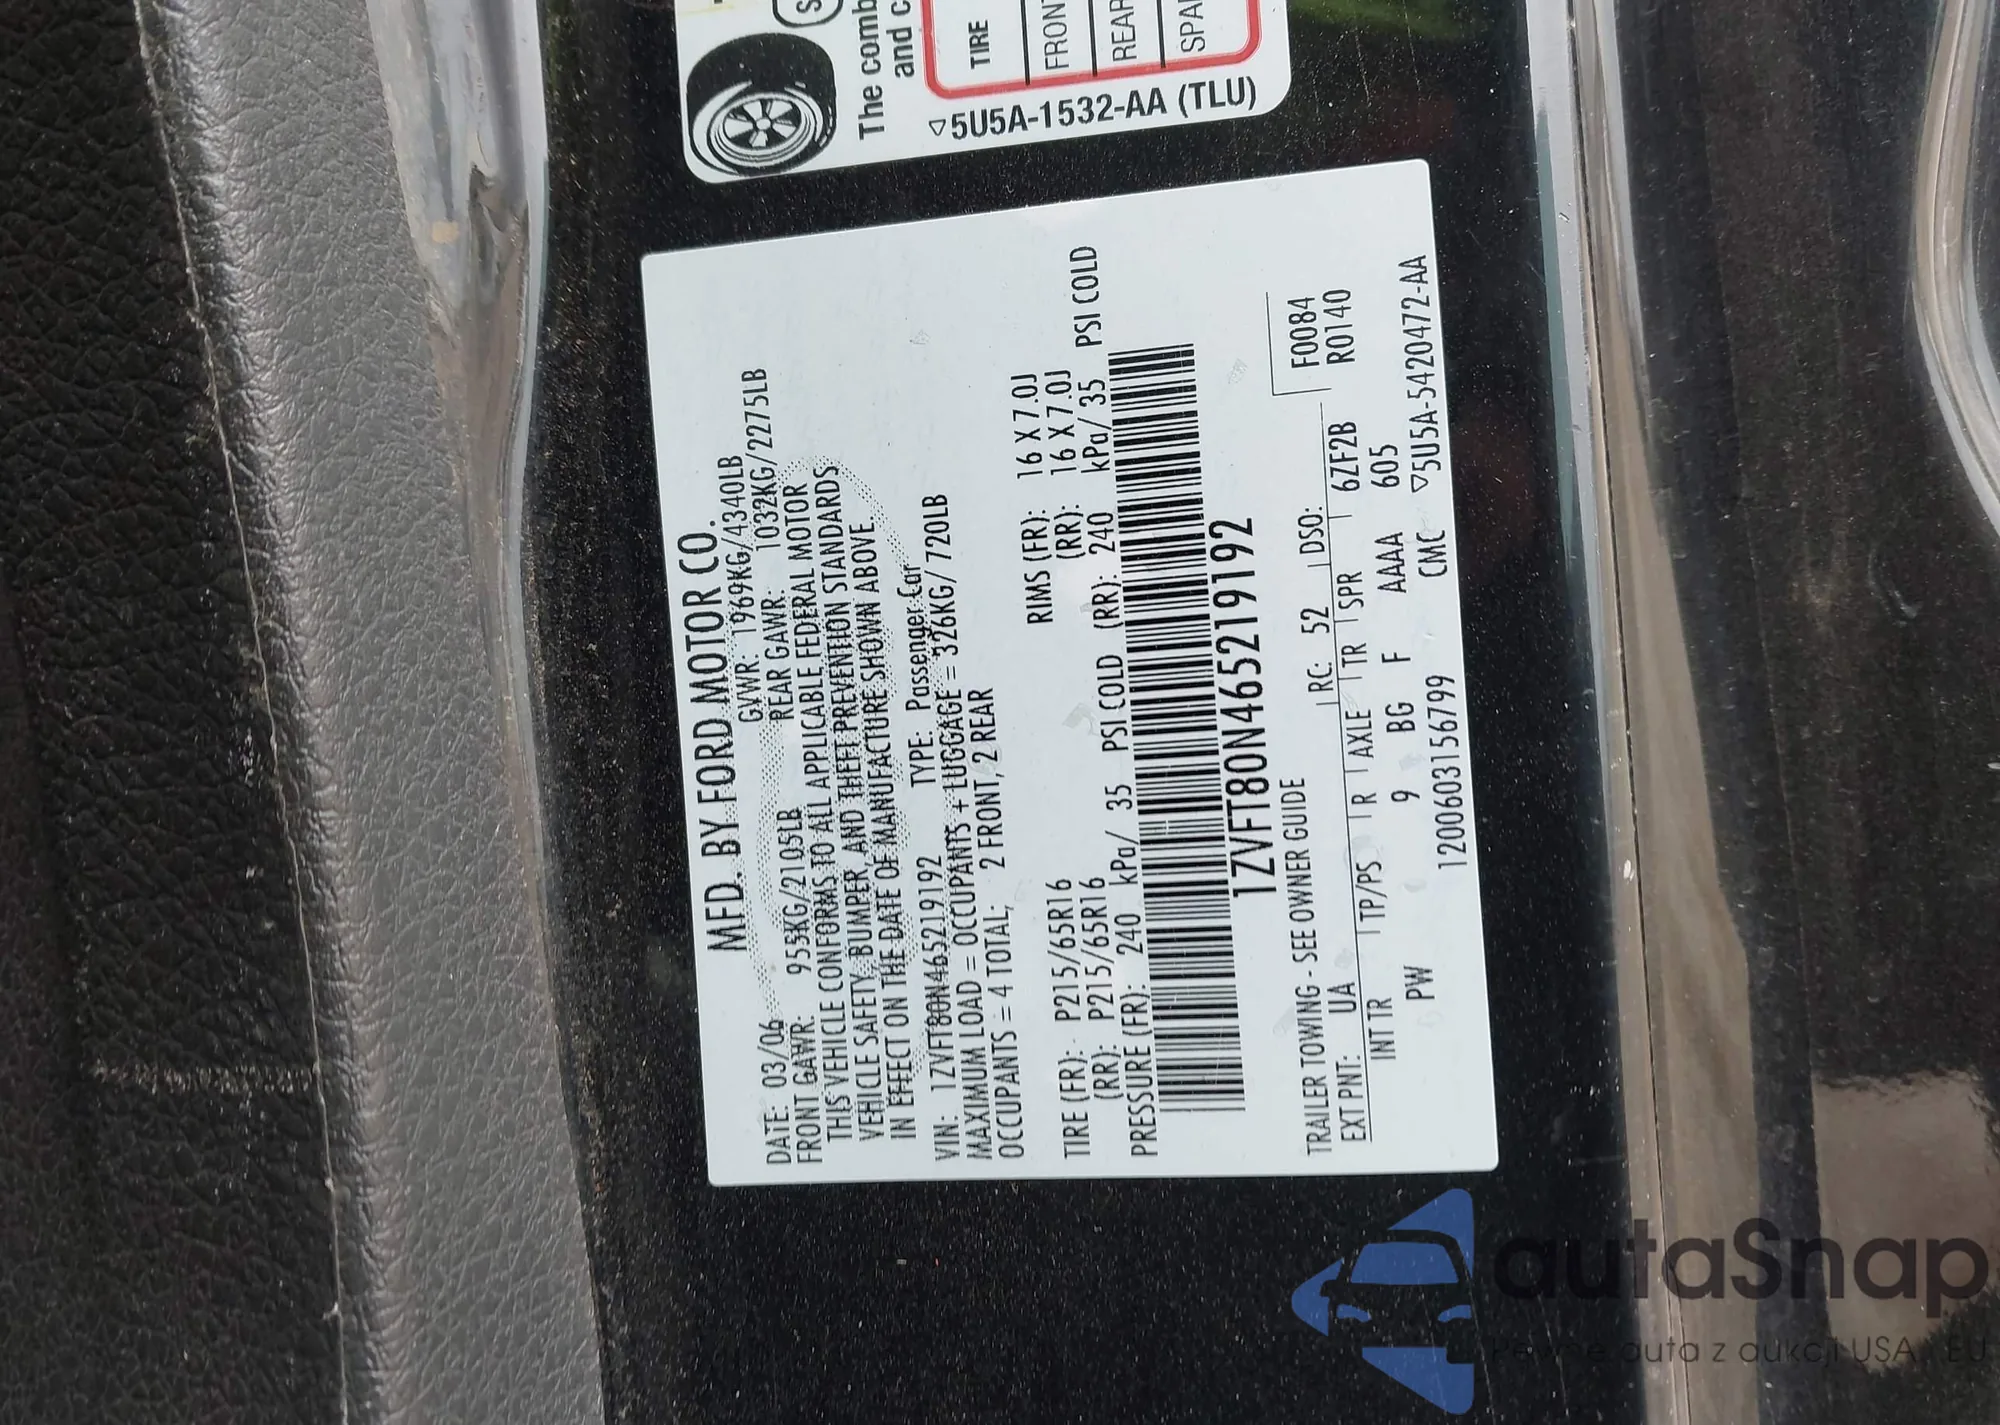 The comb
and c
TIRE
FRONT
REAR
SPA
▽5U5A-1532-AA (TLU)
MFD. BY FORD MOTOR CO.
DATE: 03/06 GVWR: 1969KG/4340LB
FRONT GAWR: 955KG/2105LB REAR GAWR: 1032KG/2275LB
THIS VEHICLE CONFORMS TO ALL APPLICABLE FEDERAL MOTOR
VEHICLE SAFETY, BUMPER, AND THEFT PREVENTION STANDARDS
IN EFFECT ON THE DATE OF MANUFACTURE SHOWN ABOVE.
VIN: 1ZVFT80N465219192 TYPE: Passenger Car
MAXIMUM LOAD = OCCUPANTS + LUGGAGE = 326KG/720LB
OCCUPANTS = 4 TOTAL; 2 FRONT, 2 REAR
TIRE (FR): P215/65R16 RIMS (FR): 16 X 7.0J
(RR): P215/65R16 (RR): 16 X 7.0J
PRESSURE (FR): 240 kPa/ 35 PSI COLD (RR): 240 kPa/ 35 PSI COLD
1ZVFT80N465219192
TRAILER TOWING - SEE OWNER GUIDE
F0084
R0140
EXT PNT: UA RC: 52 DSO:
INT TR TP/PS R AXLE TR SPR 6ZF2B
PW 9 BG F AAAA 605
1200603156799 CMC ▽5U5A-5420472-AA
autaSnap
Pewne auta z aukcji USA i EU